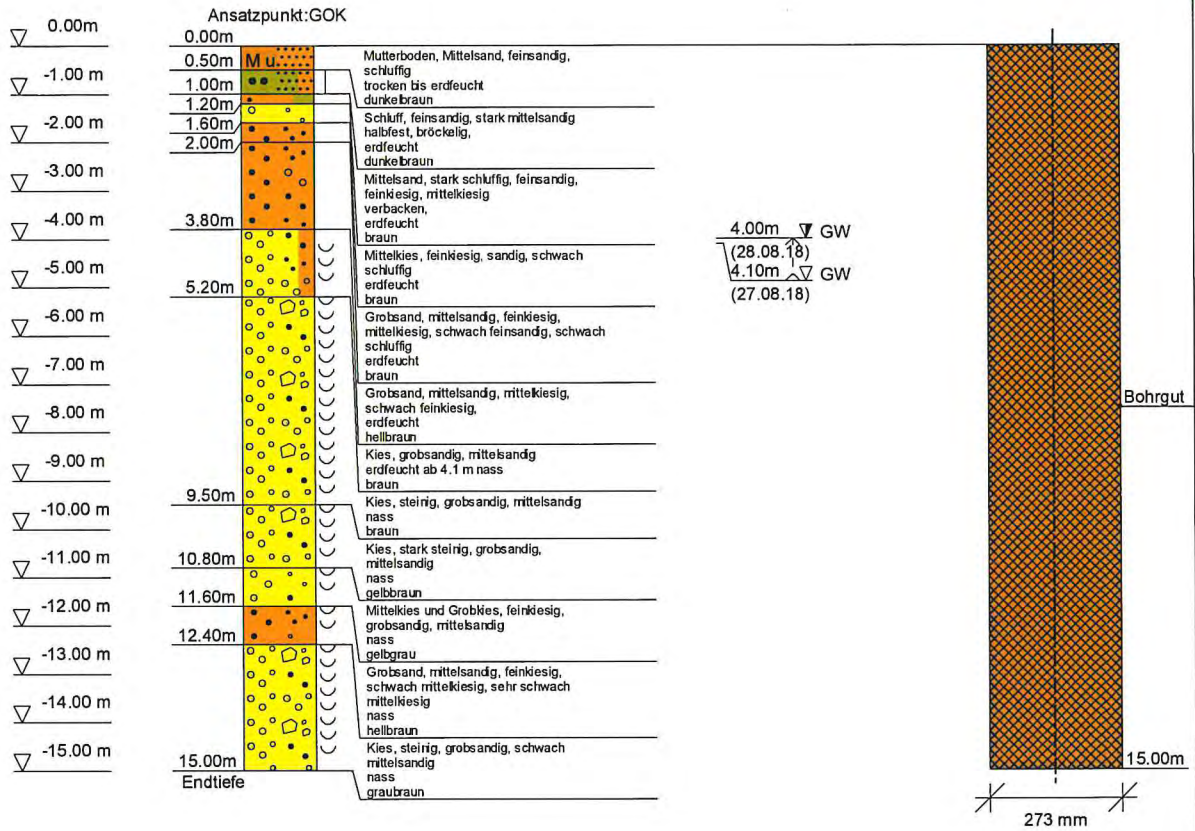 Ansatzpunkt:GOK
0.00m
-1.00 m
-2.00 m
-3.00 m
-4.00 m
-5.00 m
-6.00 m
-7.00 m
-8.00 m
-9.00 m
-10.00 m
-11.00 m
-12.00 m
-13.00 m
-14.00 m
-15.00 m
0.00m
0.50m
1.00m
1.20m
1.60m
2.00m
3.80m
5.20m
9.50m
10.80m
11.60m
12.40m
15.00m
Endtiefe
Mu
Mutterboden, Mittelsand, feinsandig,
schluffig
trocken bis erdfeucht
dunkelbraun
Schluff, feinsandig, stark mittelsandig
halbfest, bröckelig,
erdfeucht
dunkelbraun
Mittelsand, stark schluffig, feinsandig,
feinkiesig, mittelkiesig
verbacken,
erdfeucht
braun
Mittelkies, feinkiesig, sandig, schwach
schluffig
erdfeucht
braun
Grobsand, mittelsandig, feinkiesig,
mittelkiesig, schwach feinsandig, schwach
schluffig
erdfeucht
braun
Grobsand, mittelsandig, mittelkiesig,
schwach feinkiesig,
erdfeucht
hellbraun
Kies, grobsandig, mittelsandig
erdfeucht ab 4.1 m nass
braun
Kies, steinig, grobsandig, mittelsandig
nass
braun
Kies, stark steinig, grobsandig,
mittelsandig
nass
gelbbraun
Mittelkies und Grobkies, feinkiesig,
grobsandig, mittelsandig
nass
gelbgrau
Grobsand, mittelsandig, feinkiesig,
schwach mittelkiesig, sehr schwach
mittelkiesig
nass
hellbraun
Kies, steinig, grobsandig, schwach
mittelsandig
nass
graubraun
4.00m GW
(28.08.18)
4.10m GW
(27.08.18)
Bohrgut
15.00m
273 mm